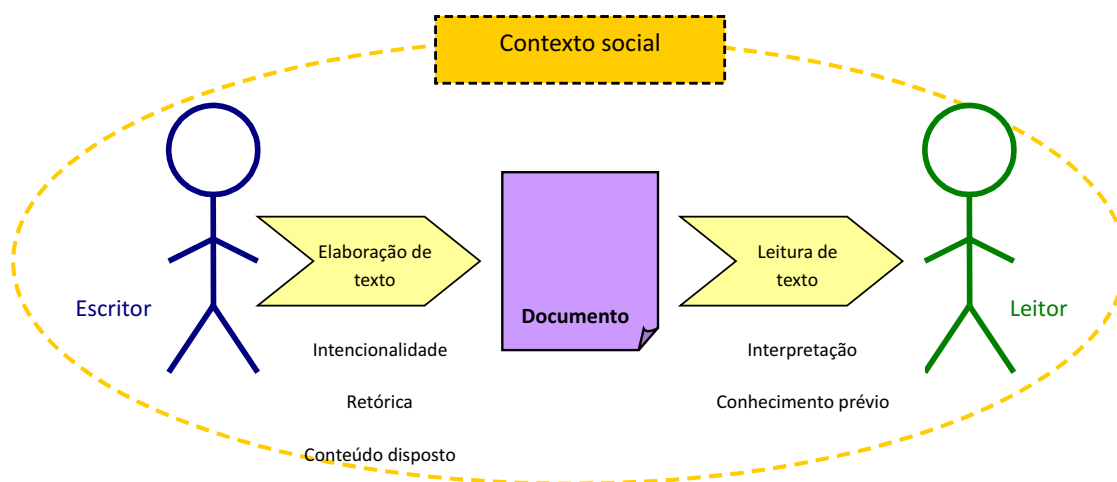 Contexto social
Escritor
Elaboração de
texto
Intencionalidade
Retórica
Conteúdo disposto
Documento
Leitura de
texto
Interpretação
Conhecimento prévio
Leitor